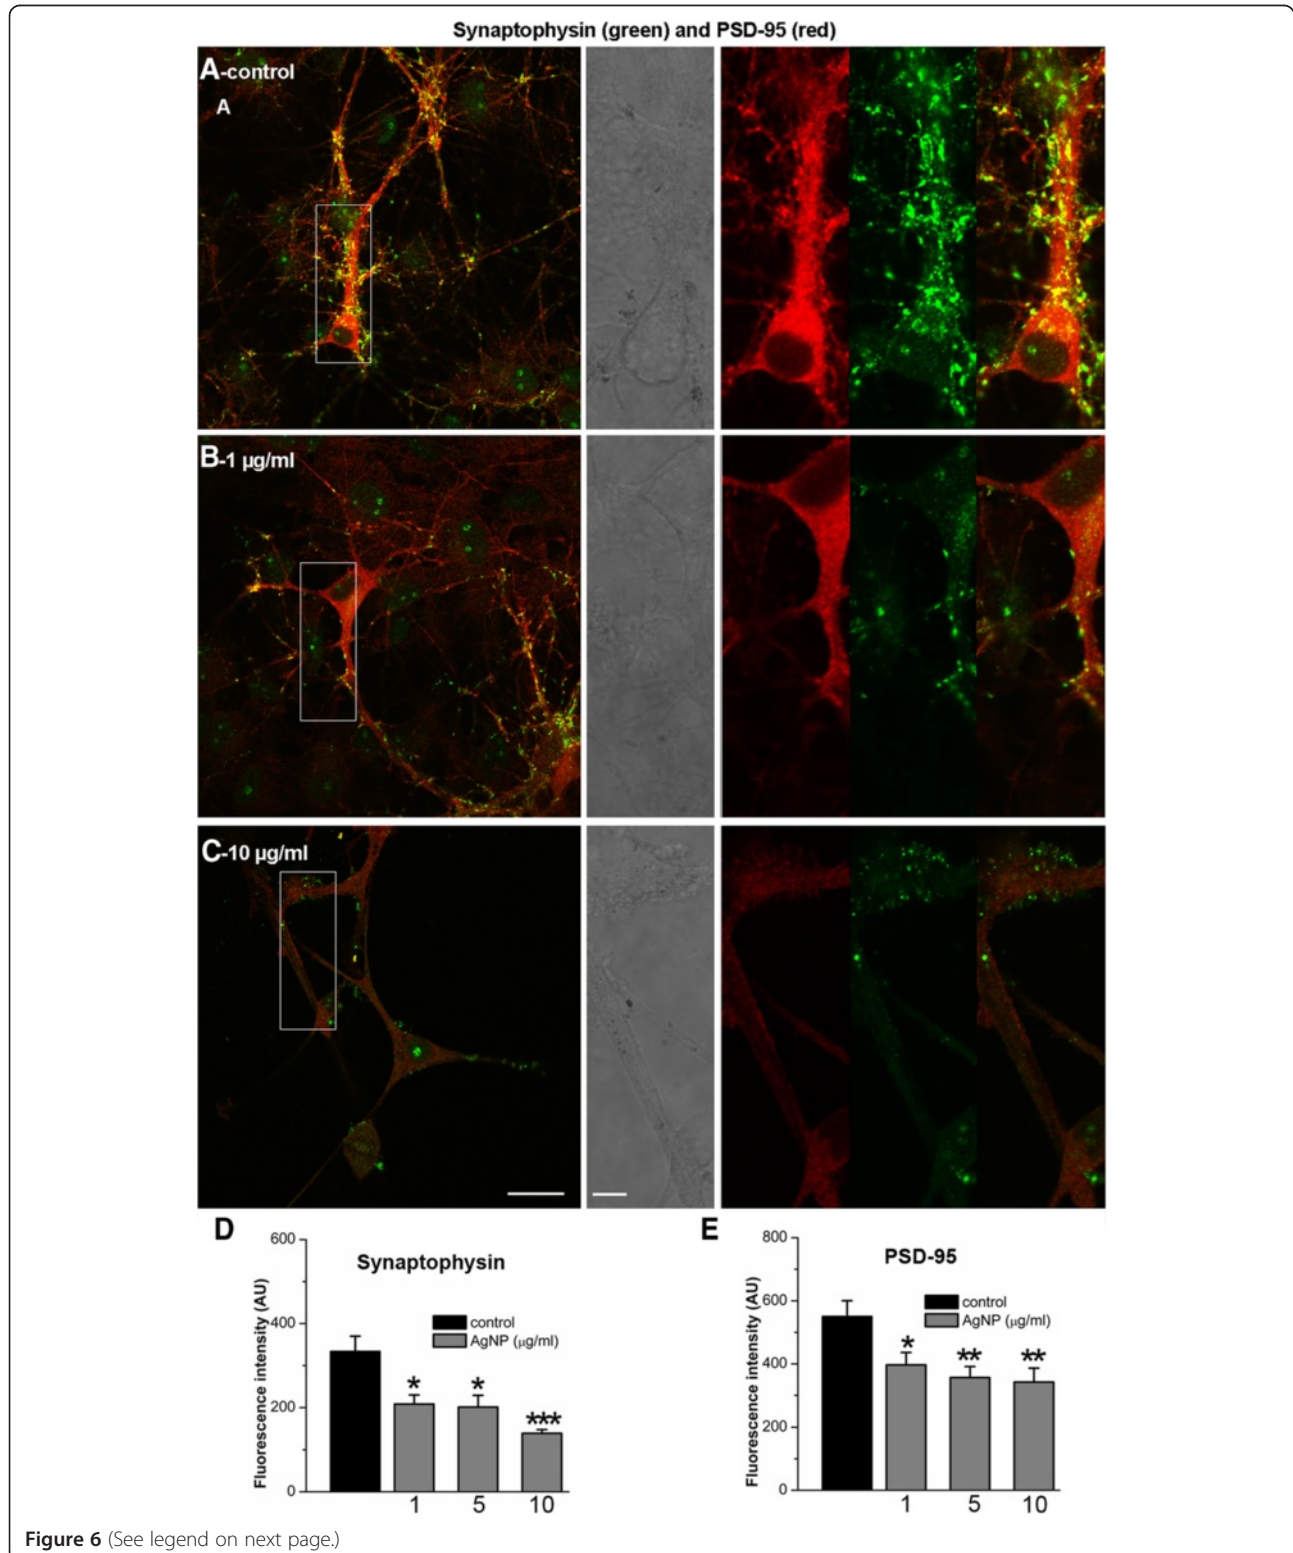 Synaptophysin (green) and PSD-95 (red)
A-control
A
B-1 µg/ml
C-10 µg/ml
D
600
400
200
0
Fluorescence intensity (AU)
Synaptophysin
control
AgNP (µg/ml)
*
*
***
1 5 10
E
800
600
400
200
0
Fluorescence intensity (AU)
PSD-95
control
AgNP (µg/ml)
*
**
**
1 5 10
Figure 6 (See legend on next page.)